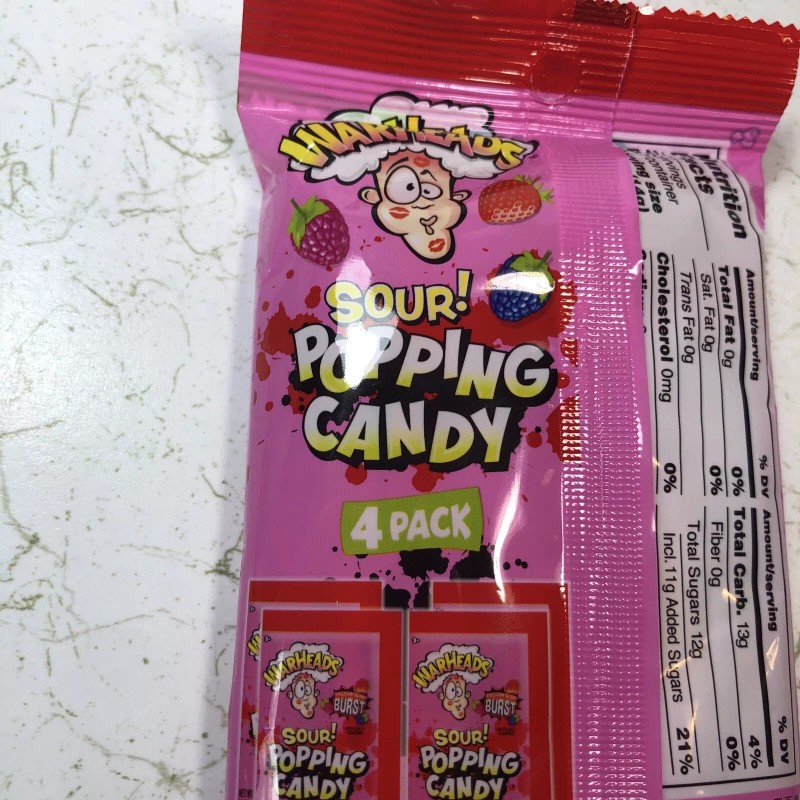 WARHEADS
SOUR!
POPPING
CANDY
4 PACK
WARHEADS
BURST
SOUR!
POPPING
CANDY
WARHEADS
BURST
SOUR!
POPPING
CANDY
Nutrition
Facts
servings
container
size
Amount/serving
% DV
Total Fat 0g
0%
Sat. Fat 0g
0%
Trans Fat 0g
Cholesterol 0mg
0%
Amount/serving
% DV
Total Carb. 13g
4%
Fiber 0g
0%
Total Sugars 12g
Incl. 11g Added Sugars
21%